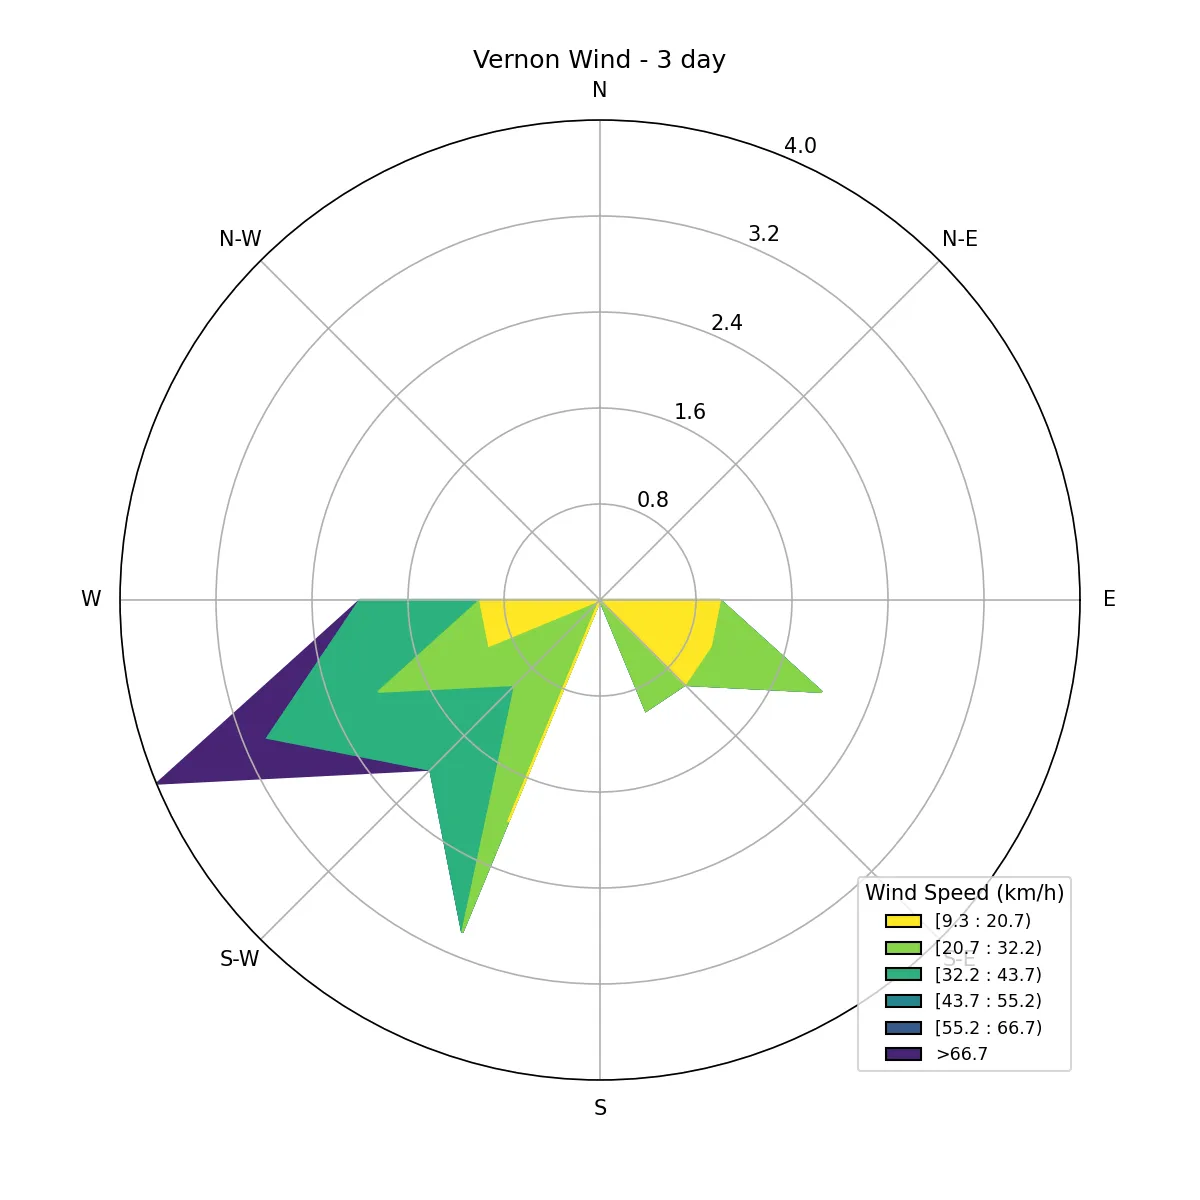 Vernon Wind - 3 day
N
4.0
N-W
3.2
N-E
2.4
1.6
0.8
W
E
Wind Speed (km/h)
[9.3 : 20.7)
[20.7 : 32.2)
S-W
S-E
[32.2 : 43.7)
[43.7 : 55.2)
[55.2 : 66.7)
>66.7
S